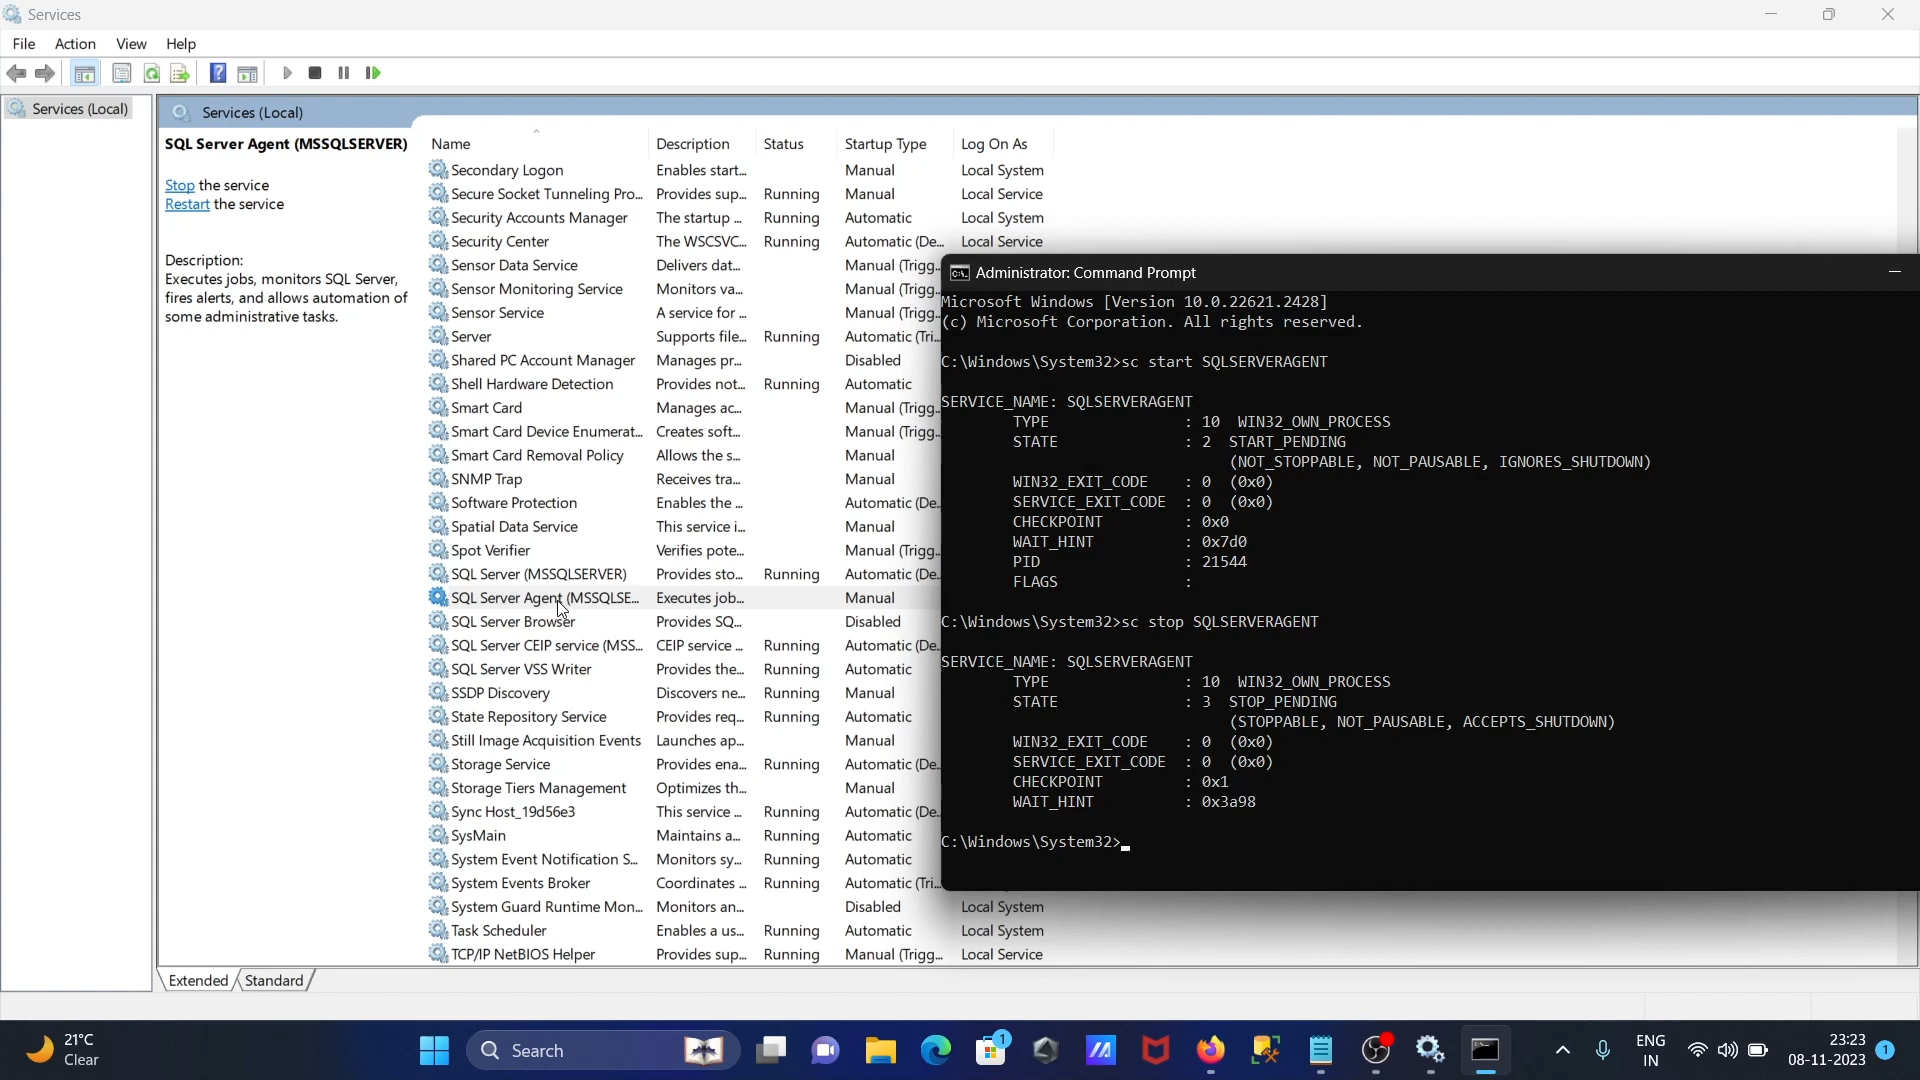 Services
File Action View Help
Services (Local)
Services (Local)
SQL Server Agent (MSSQLSERVER)
Stop the service
Restart the service
Description:
Executes jobs, monitors SQL Server,
fires alerts, and allows automation of
some administrative tasks.
Name Description Status Startup Type Log On As
Secondary Logon Enables start... Manual Local System
Secure Socket Tunneling Pro... Provides sup... Running Manual Local Service
Security Accounts Manager The startup ... Running Automatic Local System
Security Center The WSCSVC... Running Automatic (De... Local Service
Sensor Data Service Delivers dat... Manual (Trigg...
Sensor Monitoring Service Monitors va... Manual (Trigg...
Sensor Service A service for ... Manual (Trigg...
Server Supports file... Running Automatic (Tri...
Shared PC Account Manager Manages pr... Disabled
Shell Hardware Detection Provides not... Running Automatic
Smart Card Manages ac... Manual (Trigg...
Smart Card Device Enumerat... Creates soft... Manual (Trigg...
Smart Card Removal Policy Allows the s... Manual
SNMP Trap Receives tra... Manual
Software Protection Enables the ... Automatic (De...
Spatial Data Service This service i... Manual
Spot Verifier Verifies pote... Manual (Trigg...
SQL Server (MSSQLSERVER) Provides sto... Running Automatic (De...
SQL Server Agent (MSSQLSE... Executes job... Manual
SQL Server Browser Provides SQ... Disabled
SQL Server CEIP service (MSS... CEIP service ... Running Automatic (De...
SQL Server VSS Writer Provides the... Running Automatic
SSDP Discovery Discovers ne... Running Manual
State Repository Service Provides req... Running Automatic
Still Image Acquisition Events Launches ap... Manual
Storage Service Provides ena... Running Automatic (De...
Storage Tiers Management Optimizes th... Manual
Sync Host_19d56e3 This service ... Running Automatic (De...
SysMain Maintains a... Running Automatic
System Event Notification S... Monitors sy... Running Automatic
System Events Broker Coordinates ... Running Automatic (Tri...
System Guard Runtime Mon... Monitors an... Disabled Local System
Task Scheduler Enables a us... Running Automatic Local System
TCP/IP NetBIOS Helper Provides sup... Running Manual (Trigg... Local Service
Extended Standard
Administrator: Command Prompt
Microsoft Windows [Version 10.0.22621.2428]
(c) Microsoft Corporation. All rights reserved.
C:\Windows\System32>sc start SQLSERVERAGENT
SERVICE_NAME: SQLSERVERAGENT
TYPE : 10 WIN32_OWN_PROCESS
STATE : 2 START_PENDING
(NOT_STOPPABLE, NOT_PAUSABLE, IGNORES_SHUTDOWN)
WIN32_EXIT_CODE : 0 (0x0)
SERVICE_EXIT_CODE : 0 (0x0)
CHECKPOINT : 0x0
WAIT_HINT : 0x7d0
PID : 21544
FLAGS :
C:\Windows\System32>sc stop SQLSERVERAGENT
SERVICE_NAME: SQLSERVERAGENT
TYPE : 10 WIN32_OWN_PROCESS
STATE : 3 STOP_PENDING
(STOPPABLE, NOT_PAUSABLE, ACCEPTS_SHUTDOWN)
WIN32_EXIT_CODE : 0 (0x0)
SERVICE_EXIT_CODE : 0 (0x0)
CHECKPOINT : 0x1
WAIT_HINT : 0x3a98
C:\Windows\System32>
21°C
Clear
Search
1
ENG
IN
23:23
08-11-2023
1